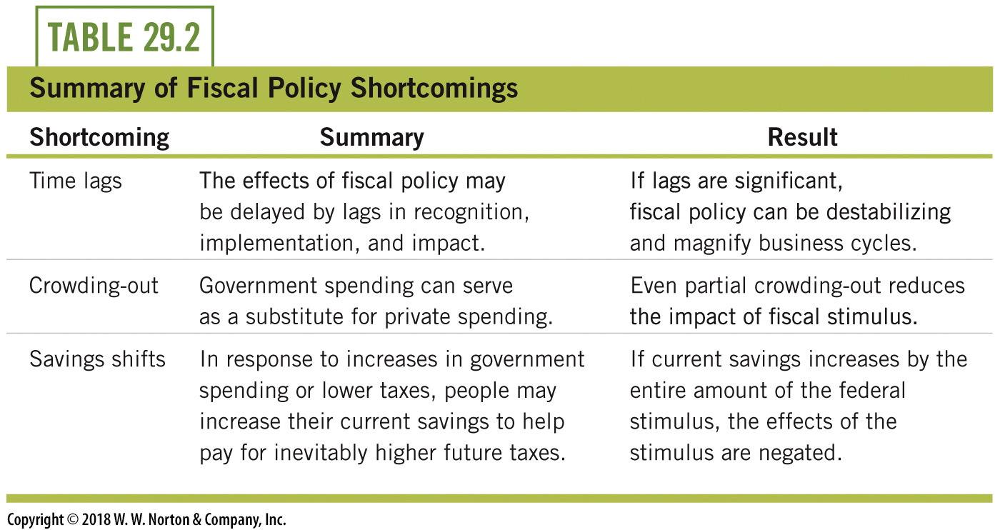 TABLE 29.2
Summary of Fiscal Policy Shortcomings
Shortcoming Summary Result
Time lags
The effects of fiscal policy may
be delayed by lags in recognition,
implementation, and impact.
If lags are significant,
fiscal policy can be destabilizing
and magnify business cycles.
Crowding-out
Government spending can serve
as a substitute for private spending.
Even partial crowding-out reduces
the impact of fiscal stimulus.
Savings shifts
In response to increases in government
spending or lower taxes, people may
increase their current savings to help
pay for inevitably higher future taxes.
If current savings increases by the
entire amount of the federal
stimulus, the effects of the
stimulus are negated.
Copyright © 2018 W. W. Norton & Company, Inc.